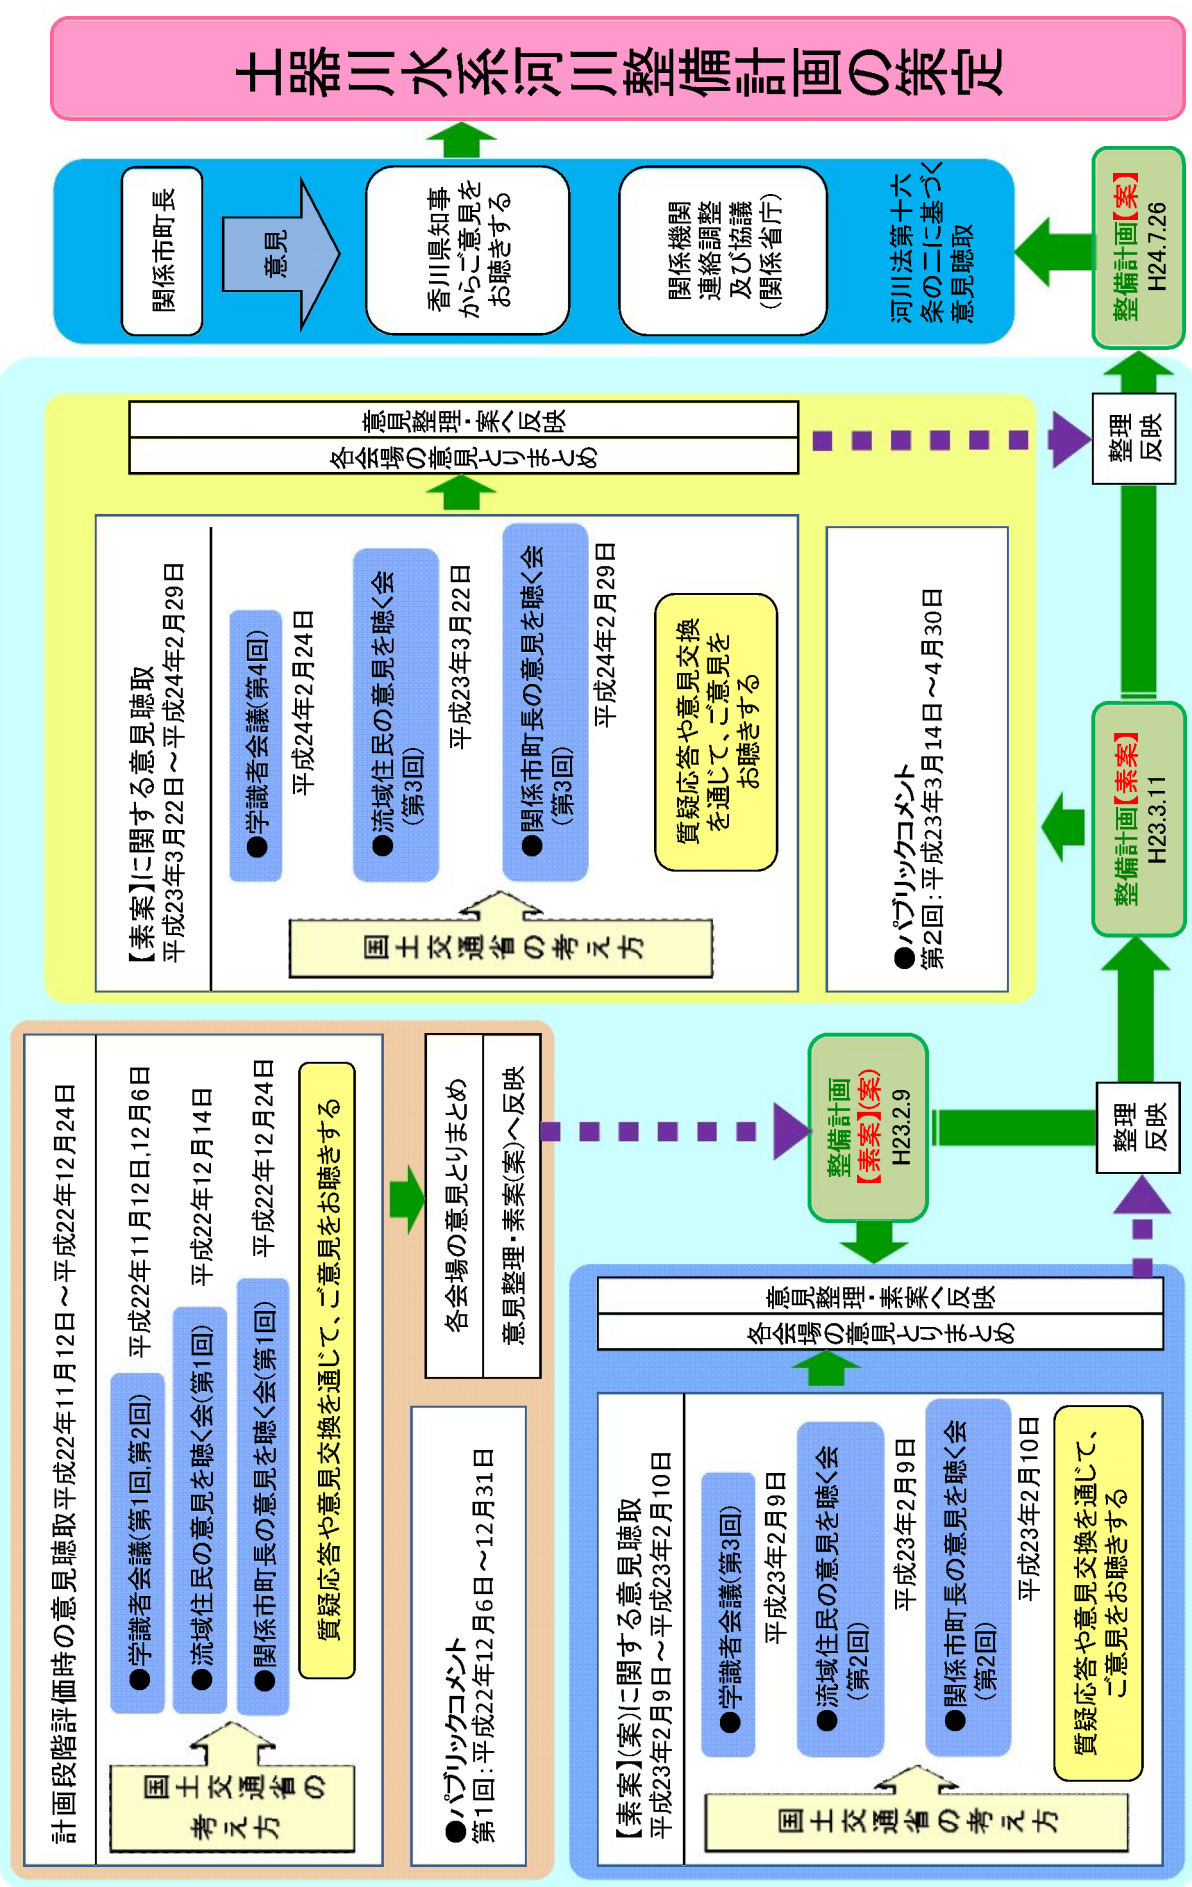 計画段階評価時の意見聴取平成22年11月12日～平成22年12月24日
国土交通省の
考え方
●学識者会議(第1回,第2回)
平成22年11月12日,12月6日
●流域住民の意見を聴く会(第1回)
平成22年12月14日
●関係市町長の意見を聴く会(第1回)
平成22年12月24日
質疑応答や意見交換を通じて、ご意見をお聴きする
●パブリックコメント
第1回：平成22年12月6日～12月31日
各会場の意見とりまとめ
意見整理・素案(案)へ反映
整備計画
【素案】(案)
H23.2.9
【素案】(案)に関する意見聴取
平成23年2月9日～平成23年2月10日
国土交通省の考え方
●学識者会議(第3回)
平成23年2月9日
●流域住民の意見を聴く会
(第2回)
平成23年2月9日
●関係市町長の意見を聴く会
(第2回)
平成23年2月10日
質疑応答や意見交換を通じて、
ご意見をお聴きする
各会場の意見とりまとめ
意見整理・素案へ反映
整理
反映
整備計画【素案】
H23.3.11
【素案】に関する意見聴取
平成23年3月22日～平成24年2月29日
国土交通省の考え方
●学識者会議(第4回)
平成24年2月24日
●流域住民の意見を聴く会
(第3回)
平成23年3月22日
●関係市町長の意見を聴く会
(第3回)
平成24年2月29日
質疑応答や意見交換
を通じて、ご意見を
お聴きする
●パブリックコメント
第2回：平成23年3月14日～4月30日
各会場の意見とりまとめ
意見整理・案へ反映
整理
反映
整備計画【案】
H24.7.26
関係市町長
意見
香川県知事
からご意見を
お聴きする
関係機関
連絡調整
及び協議
(関係省庁)
河川法第十六
条の二に基づく
意見聴取
土器川水系河川整備計画の策定